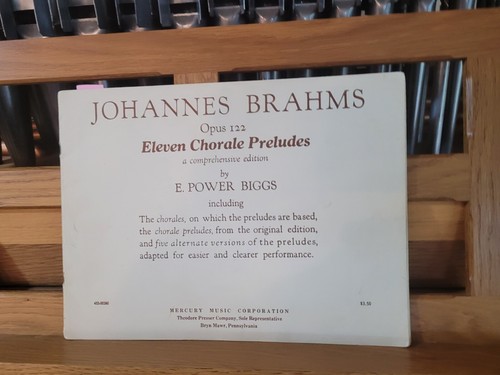 JOHANNES BRAHMS
Opus 122
Eleven Chorale Preludes
a comprehensive edition
by
E. POWER BIGGS
including
The chorales, on which the preludes are based,
the chorale preludes, from the original edition,
and five alternate versions of the preludes,
adapted for easier and clearer performance.
MERCURY MUSIC CORPORATION
Theodore Presser Company, Sole Representative
Bryn Mawr, Pennsylvania